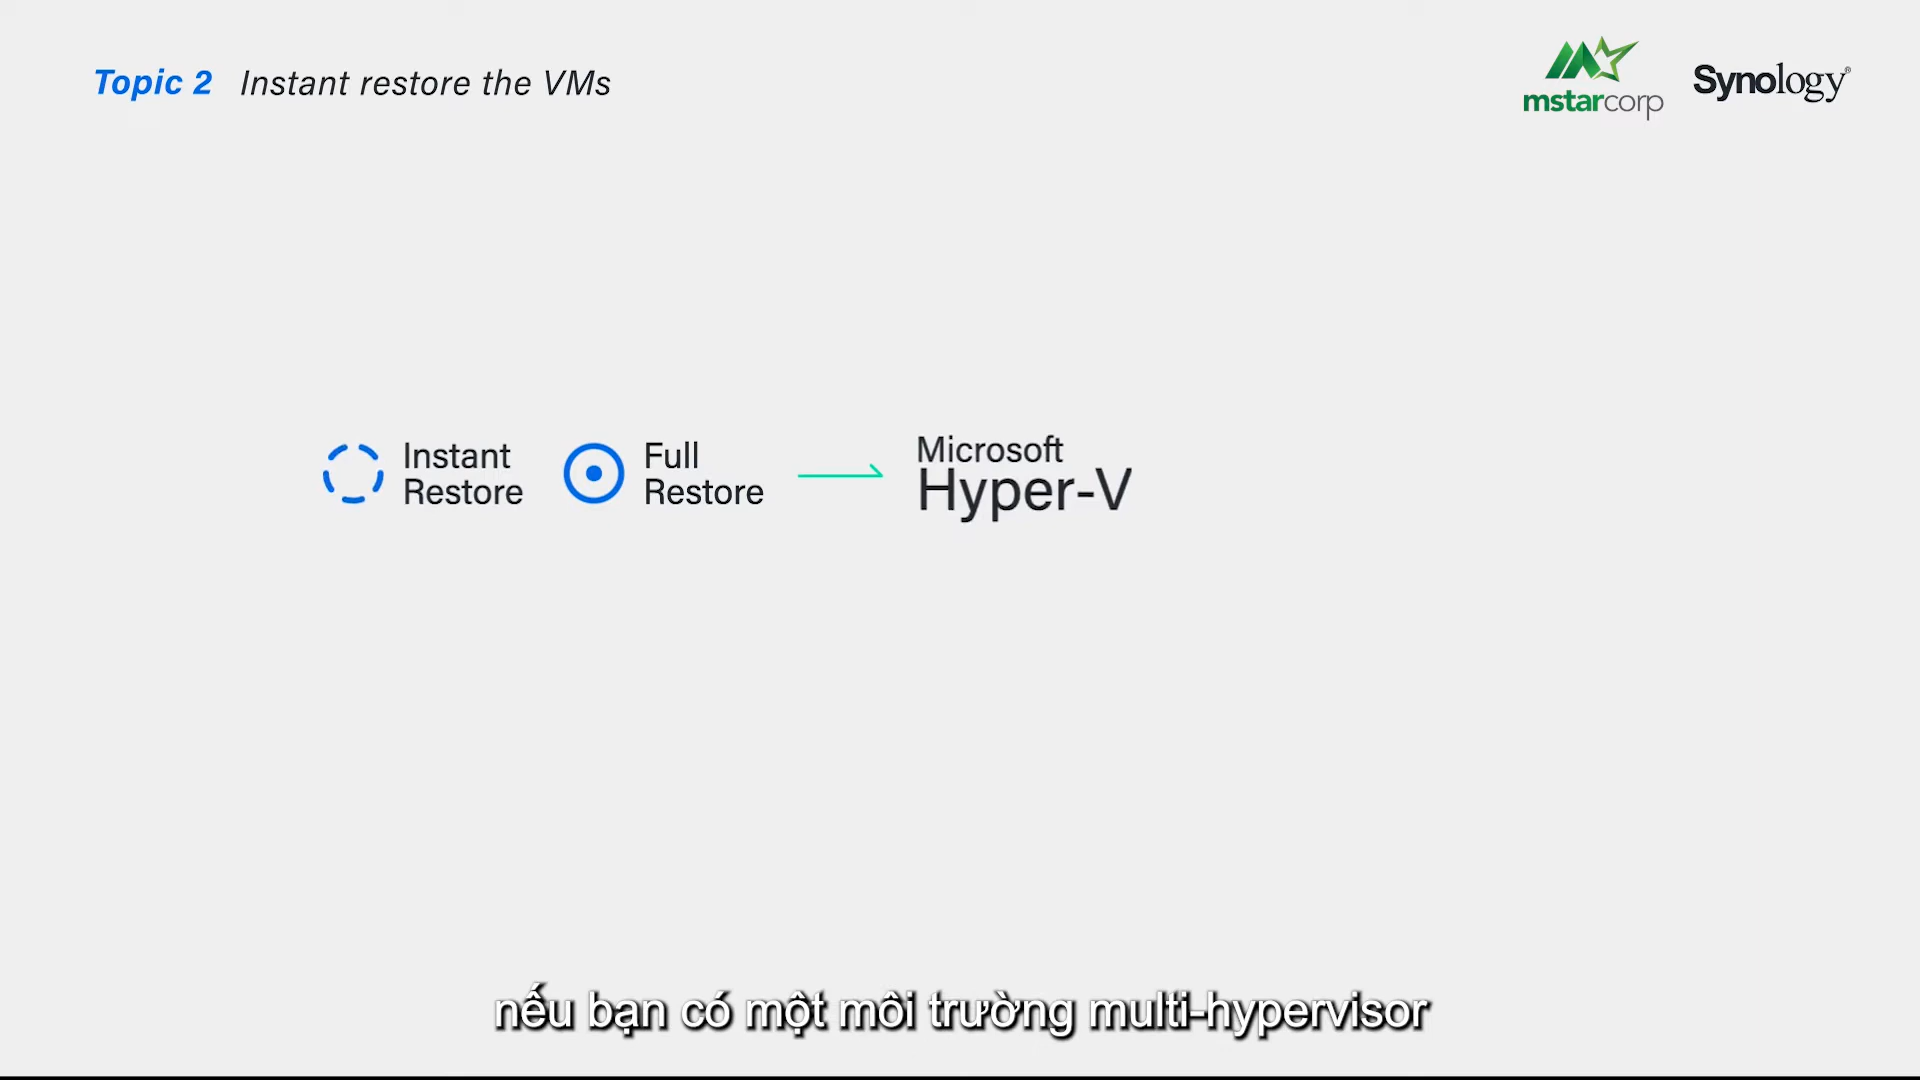 Topic 2 Instant restore the VMs
mstarcorp
Synology®
Instant
Restore
Full
Restore
Microsoft
Hyper-V
nếu bạn có một môi trường multi-hypervisor